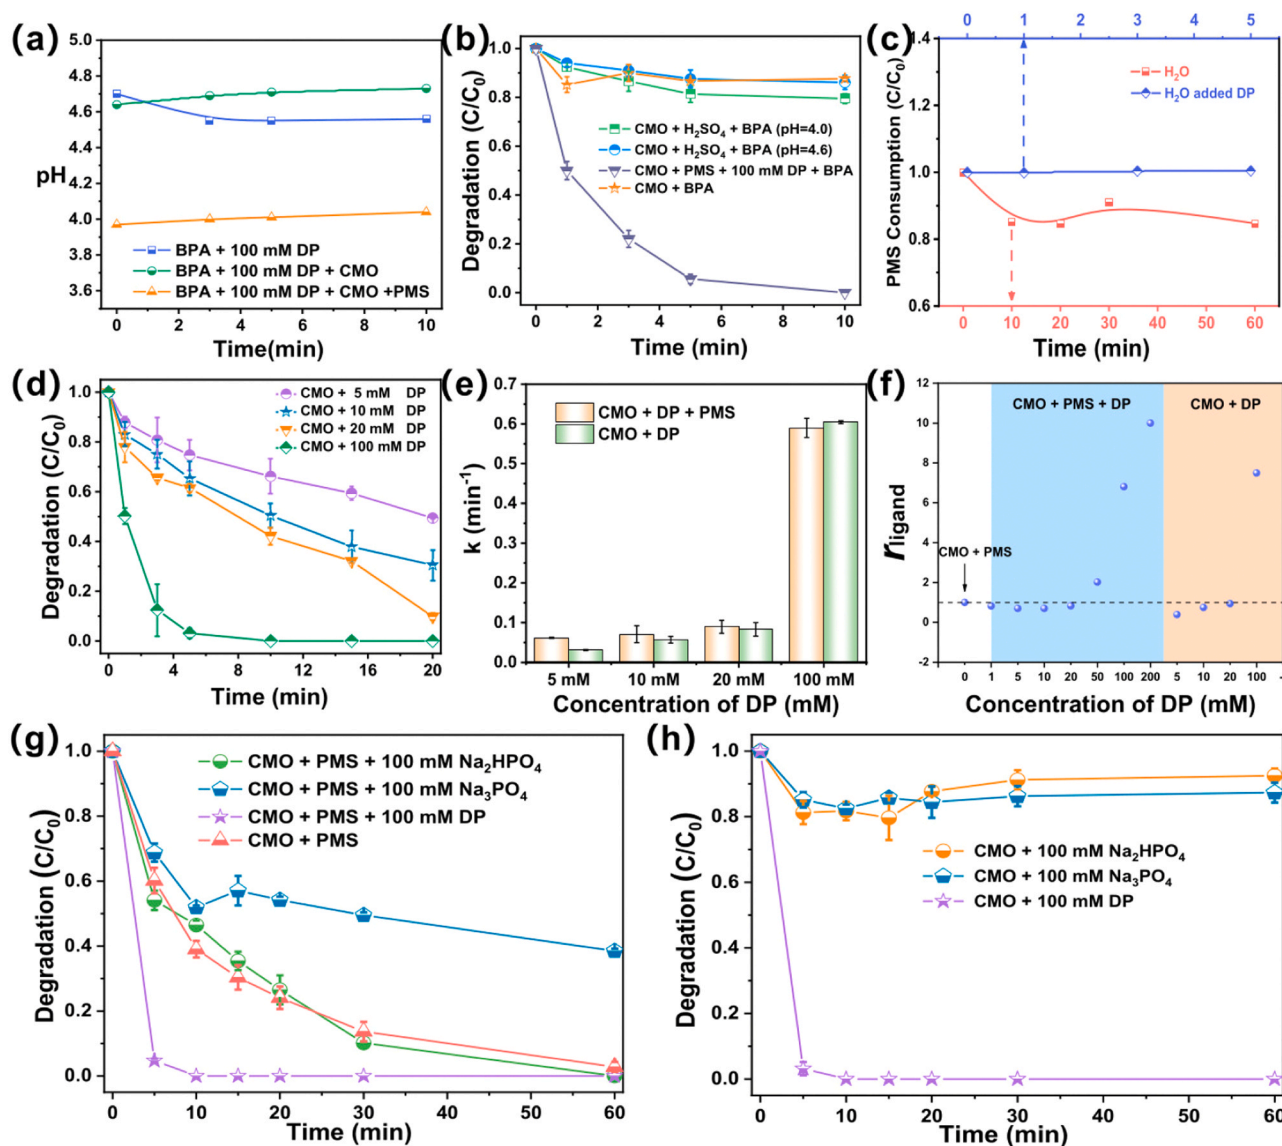 (a)
pH
4.8
4.6
4.4
4.2
4.0
3.8
3.6
BPA + 100 mM DP
BPA + 100 mM DP + CMO
BPA + 100 mM DP + CMO +PMS
0 2 4 6 8 10
Time(min)
(b)
Degradation (C/C0)
1.0
0.8
0.6
0.4
0.2
0.0
CMO + H2SO4 + BPA (pH=4.0)
CMO + H2SO4 + BPA (pH=4.6)
CMO + PMS + 100 mM DP + BPA
CMO + BPA
0 2 4 6 8 10
Time (min)
(c)
0 1 2 3 4 5
PMS Consumption (C/C0)
1.4
1.2
1.0
0.8
0.6
H2O
H2O added DP
0 10 20 30 40 50 60
Time (min)
(d)
Degradation (C/C0)
1.0
0.8
0.6
0.4
0.2
0.0
CMO + 5 mM DP
CMO + 10 mM DP
CMO + 20 mM DP
CMO + 100 mM DP
0 4 8 12 16 20
Time (min)
(e)
k (min-1)
0.7
0.6
0.5
0.4
0.3
0.2
0.1
0.0
CMO + DP + PMS
CMO + DP
5 mM 10 mM 20 mM 100 mM
Concentration of DP (mM)
(f)
rligand
12
10
8
6
4
2
0
-2
CMO + PMS + DP
CMO + DP
CMO + PMS
0 1 5 10 20 50 100 200 5 10 20 100 -
Concentration of DP (mM)
(g)
Degradation (C/C0)
1.0
0.8
0.6
0.4
0.2
0.0
CMO + PMS + 100 mM Na2HPO4
CMO + PMS + 100 mM Na3PO4
CMO + PMS + 100 mM DP
CMO + PMS
0 10 20 30 40 50 60
Time (min)
(h)
Degradation (C/C0)
1.0
0.8
0.6
0.4
0.2
0.0
CMO + 100 mM Na2HPO4
CMO + 100 mM Na3PO4
CMO + 100 mM DP
0 10 20 30 40 50 60
Time (min)